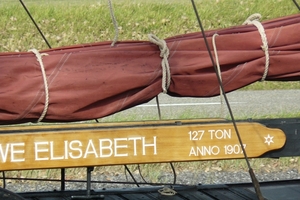 WE ELISABETH 127 TON
ANNO 1907